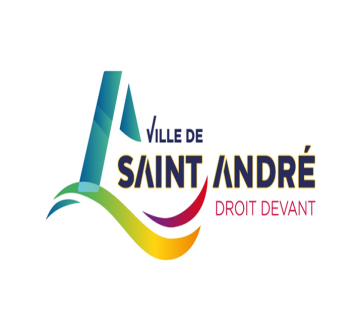 VILLE DE
SAINT ANDRÉ
DROIT DEVANT